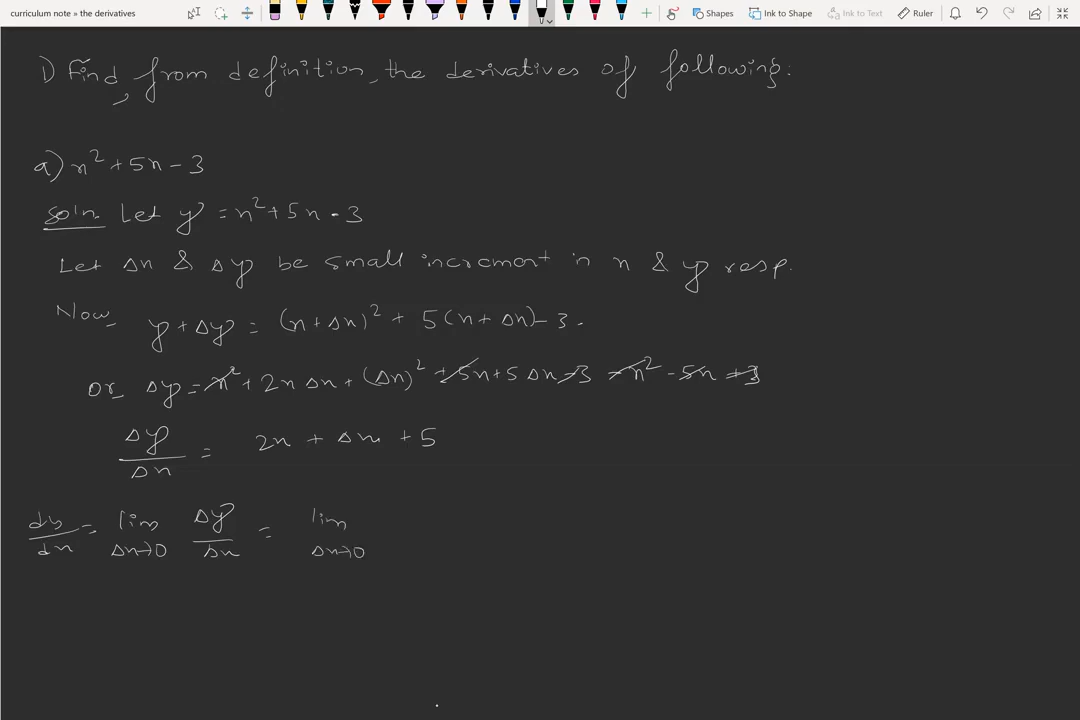 curriculum note » the derivatives
Shapes Ink to Shape Ink to Text Ruler
1) Find, from definition, the derivatives of following:
a) x² + 5x - 3
Soln. Let y = x² + 5x - 3
Let Δx & Δy be small increment in x & y resp.
Now, y + Δy = (x + Δx)² + 5(x + Δx) - 3.
or, Δy = x² + 2x Δx + (Δx)² + 5x + 5 Δx - 3 - x² - 5x + 3
Δy/Δx = 2x + Δx + 5
dy/dx = lim Δx→0 Δy/Δx = lim Δx→0